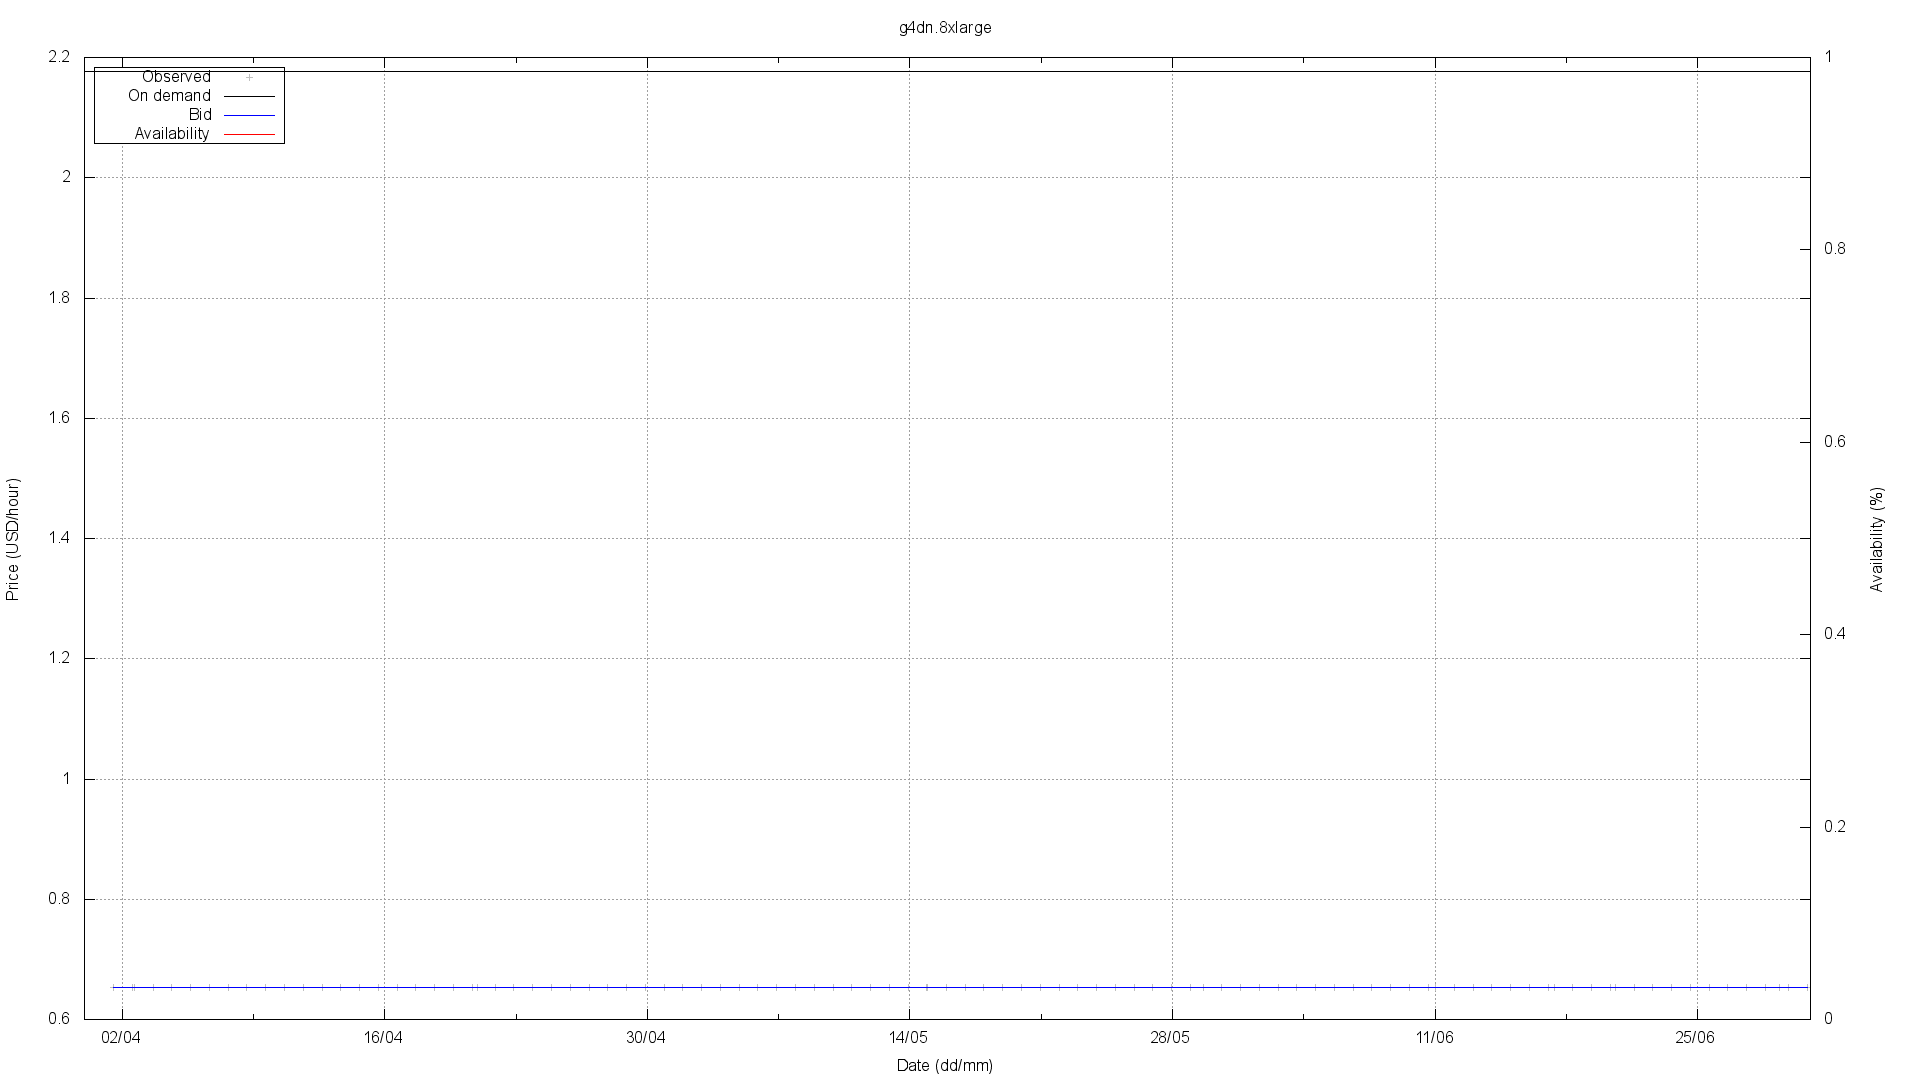 g4dn.8xlarge
Observed
On demand
Bid
Availability
2.2
2
1.8
1.6
1.4
1.2
1
0.8
0.6
Price (USD/hour)
1
0.8
0.6
0.4
0.2
0
Availability (%)
02/04 16/04 30/04 14/05 28/05 11/06 25/06
Date (dd/mm)